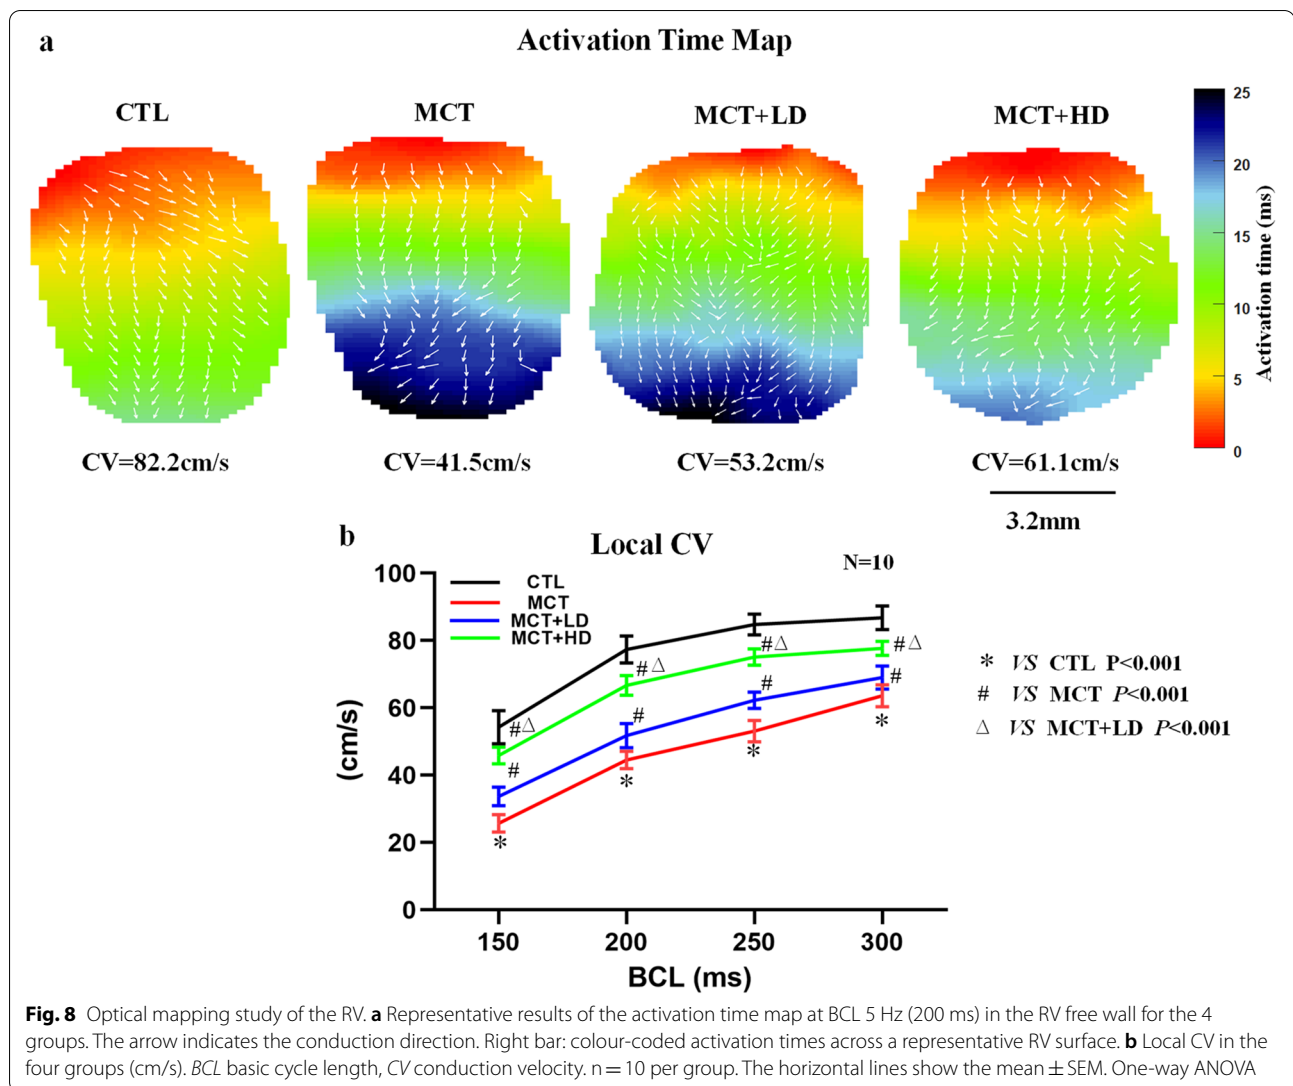 a
Activation Time Map
CTL
MCT
MCT+LD
MCT+HD
25
20
15
10
5
0
Activation time (ms)
CV=82.2cm/s
CV=41.5cm/s
CV=53.2cm/s
CV=61.1cm/s
3.2mm
b
Local CV
N=10
100
80
60
40
20
0
(cm/s)
CTL
MCT
MCT+LD
MCT+HD
#Δ
#Δ
#Δ
#Δ
#
#
#
#
*
*
*
*
150
200
250
300
BCL (ms)
* VS CTL P<0.001
# VS MCT P<0.001
Δ VS MCT+LD P<0.001
Fig. 8 Optical mapping study of the RV. a Representative results of the activation time map at BCL 5 Hz (200 ms) in the RV free wall for the 4
groups. The arrow indicates the conduction direction. Right bar: colour-coded activation times across a representative RV surface. b Local CV in the
four groups (cm/s). BCL basic cycle length, CV conduction velocity. n = 10 per group. The horizontal lines show the mean ± SEM. One-way ANOVA